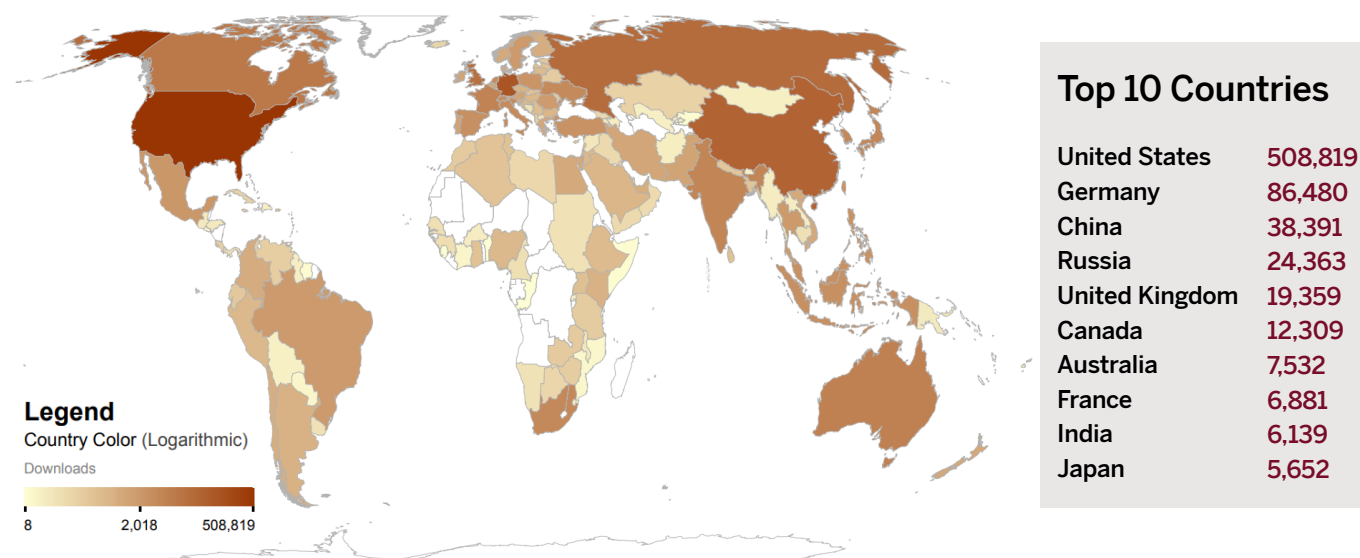 Top 10 Countries
United States 508,819
Germany 86,480
China 38,391
Russia 24,363
United Kingdom 19,359
Canada 12,309
Australia 7,532
France 6,881
India 6,139
Japan 5,652
Legend
Country Color (Logarithmic)
Downloads
8 2,018 508,819